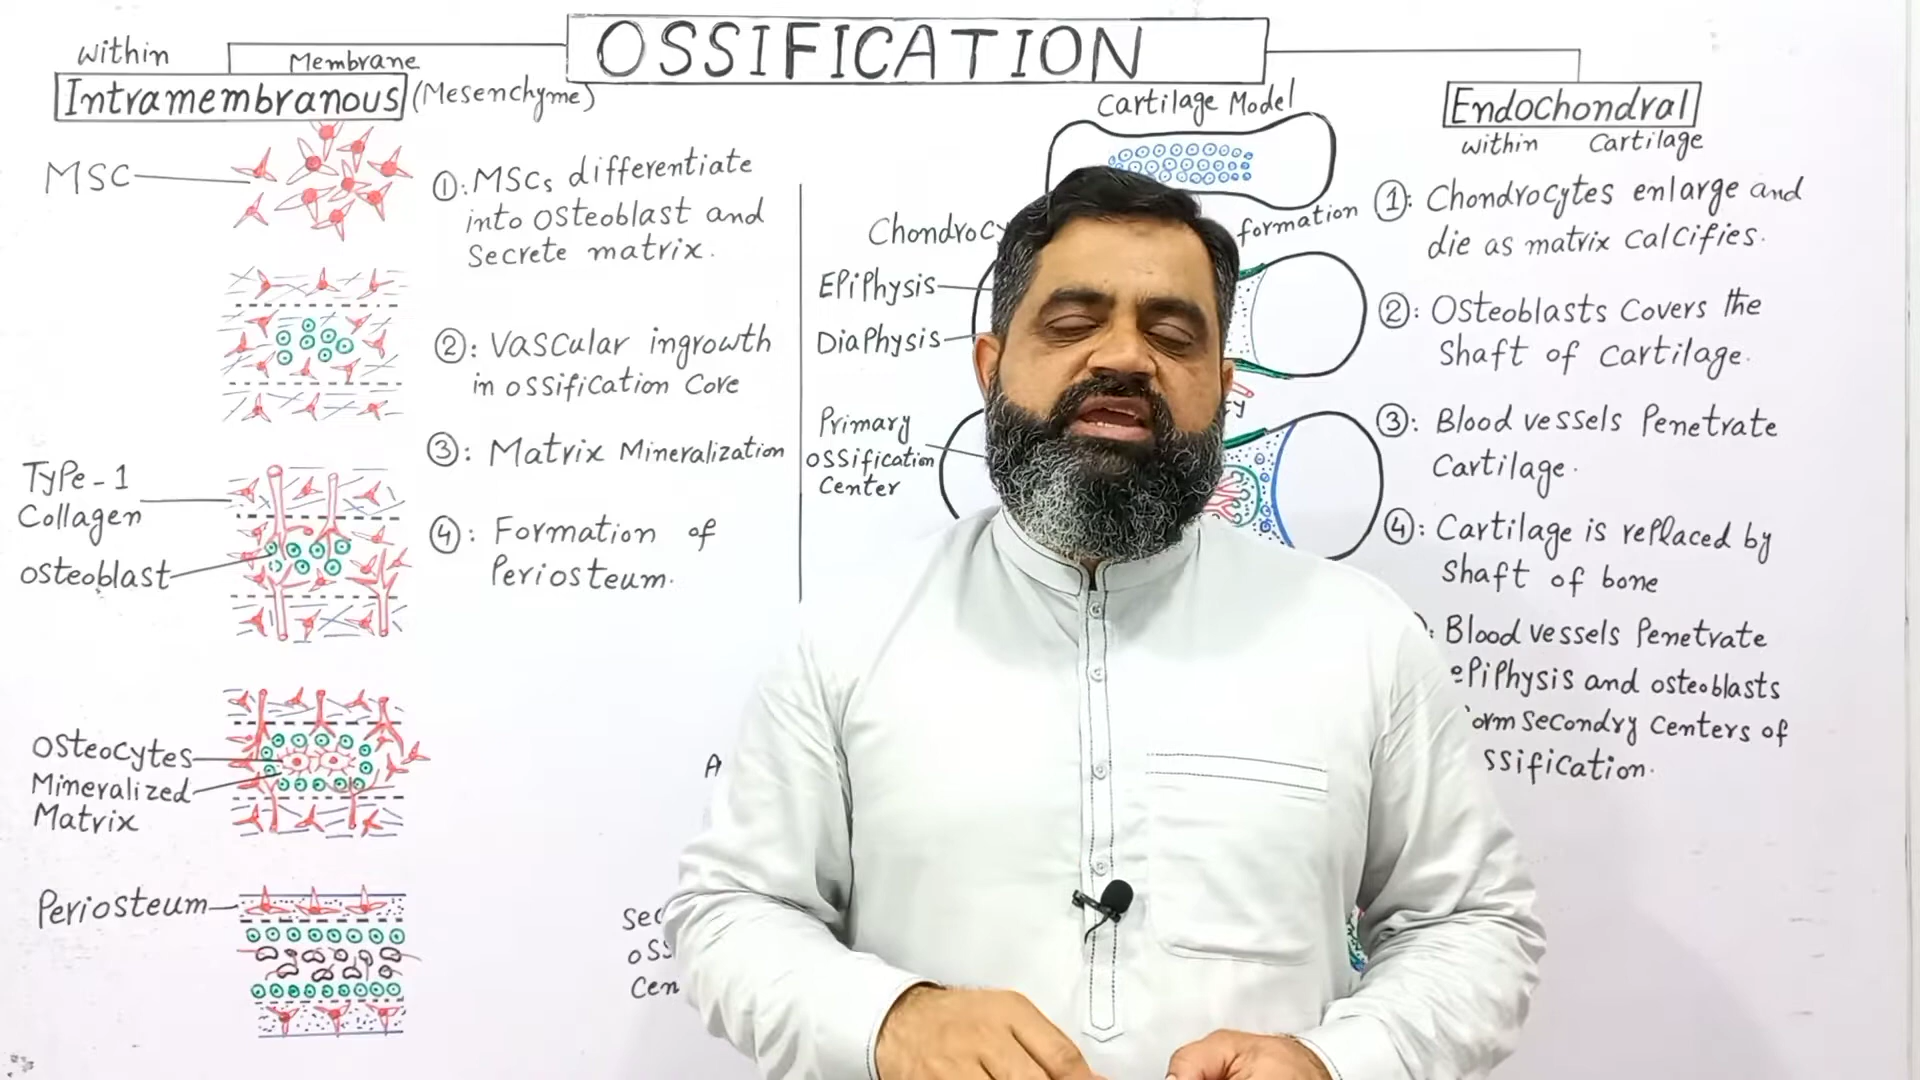 OSSIFICATION
within
Membrane
Intramembranous (Mesenchyme)
MSC
①: MSCs differentiate
into osteoblast and
Secrete matrix.
②: Vascular ingrowth
in ossification Core
③: Matrix Mineralization
④: Formation of
Periosteum.
Type-1
Collagen
osteoblast
Osteocytes
Mineralized
Matrix
Periosteum
Cartilage Model
formation
Epiphysis
Diaphysis
Primary
ossification
Center
Endochondral
within Cartilage
①: Chondrocytes enlarge and
die as matrix calcifies.
②: Osteoblasts Covers the
Shaft of cartilage.
③: Blood vessels Penetrate
Cartilage.
④: Cartilage is replaced by
Shaft of bone
Blood vessels Penetrate
epiphysis and osteoblasts
Secondry centers of